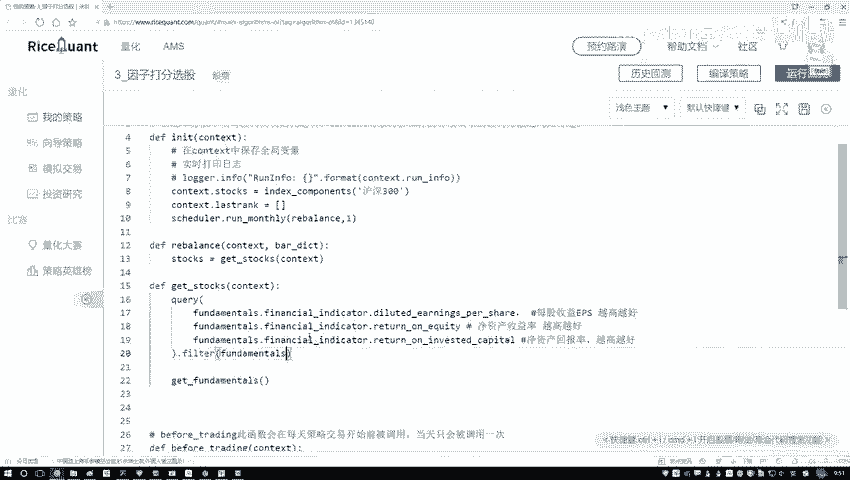 RiceQuant 量化 AMS 预约路演 帮助文档 社区
3_因子打分选股 股票 历史回测 编译策略
量化
我的策略
向导策略
模拟交易
投资研究
比赛
量化大赛
策略英雄榜
浅色主题 默认快捷键
4 def init(context):
5 # 在context中保存全局变量
6 # 实时打印日志
7 # logger.info("RunInfo: {}".format(context.run_info))
8 context.stocks = index_components('沪深300')
9 context.lastrank = []
10 scheduler.run_monthly(rebalance,1)
11
12 def rebalance(context, bar_dict):
13 stocks = get_stocks(context)
14
15 def get_stocks(context):
16 query(
17 fundamentals.financial_indicator.diluted_earnings_per_share, #每股收益EPS 越高越好
18 fundamentals.financial_indicator.return_on_equity # 净资产收益率 越高越好
19 fundamentals.financial_indicator.return_on_invested_capital #净资产回报率，越高越好
20 ).filter(fundamentals)
21
22 get_fundamentals()
23
24
25
26 # before_trading此函数会在每天策略交易开始前被调用，当天只会被调用一次
27 def before_trading(context):
9:51